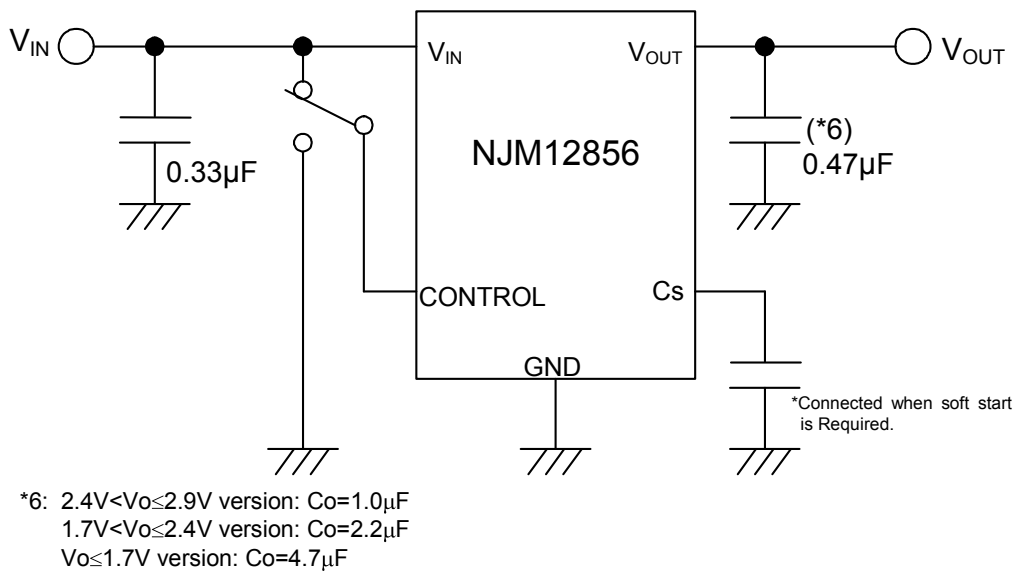 VIN
VIN
VOUT
VOUT
NJM12856
(*6)
0.33µF
0.47µF
CONTROL
Cs
GND
*Connected when soft start
is Required.
*6: 2.4V<Vo≤2.9V version: Co=1.0µF
1.7V<Vo≤2.4V version: Co=2.2µF
Vo≤1.7V version: Co=4.7µF